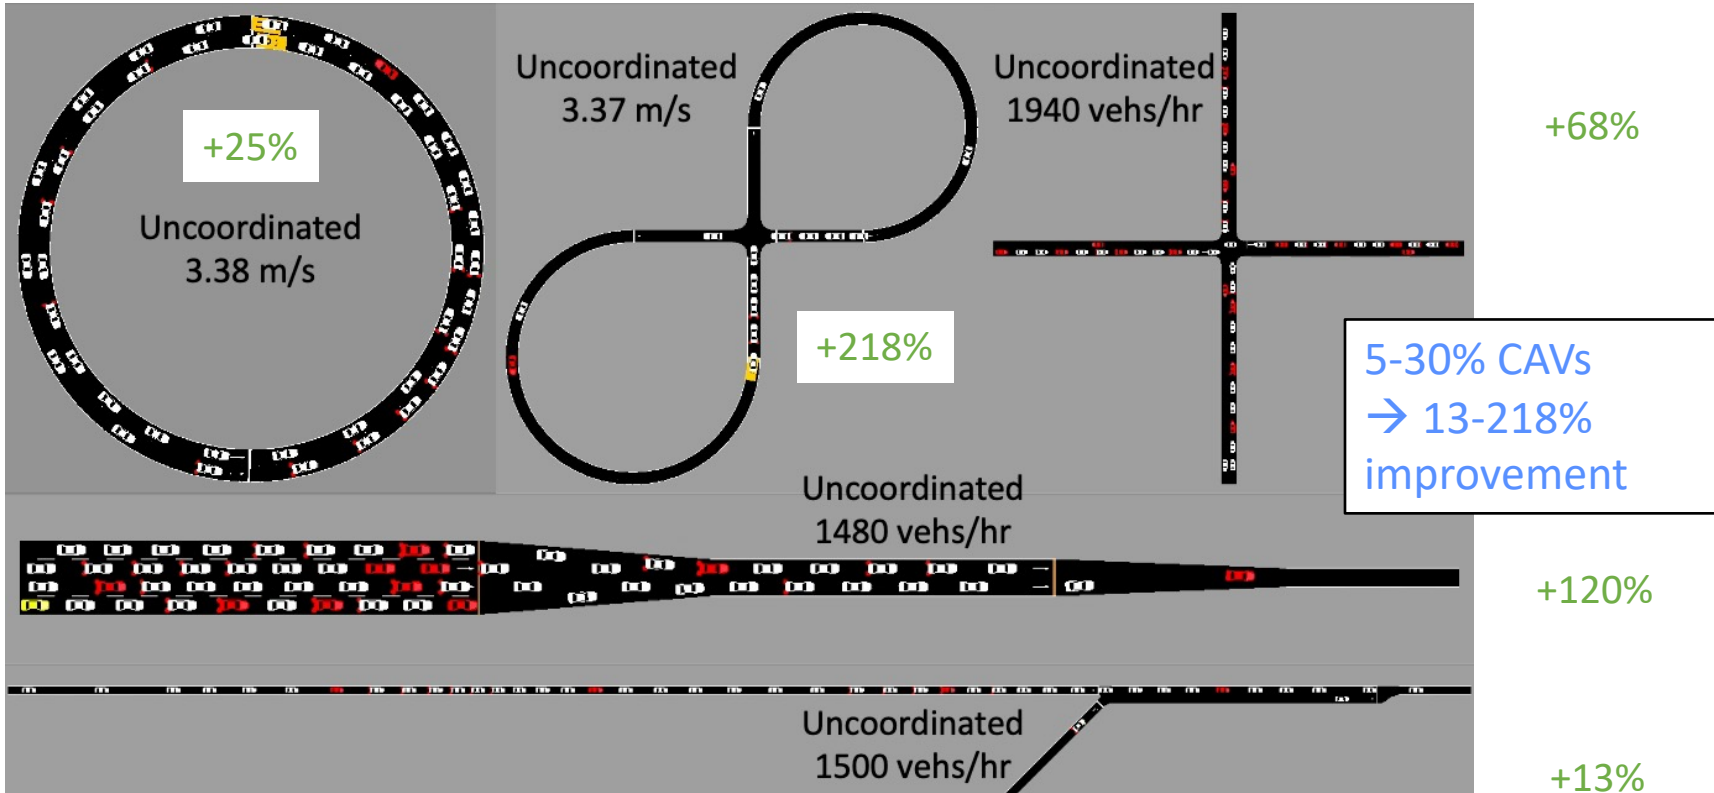 +25%
Uncoordinated
3.38 m/s
Uncoordinated
3.37 m/s
+218%
Uncoordinated
1940 vehs/hr
+68%
5-30% CAVs
→ 13-218%
improvement
Uncoordinated
1480 vehs/hr
+120%
Uncoordinated
1500 vehs/hr
+13%